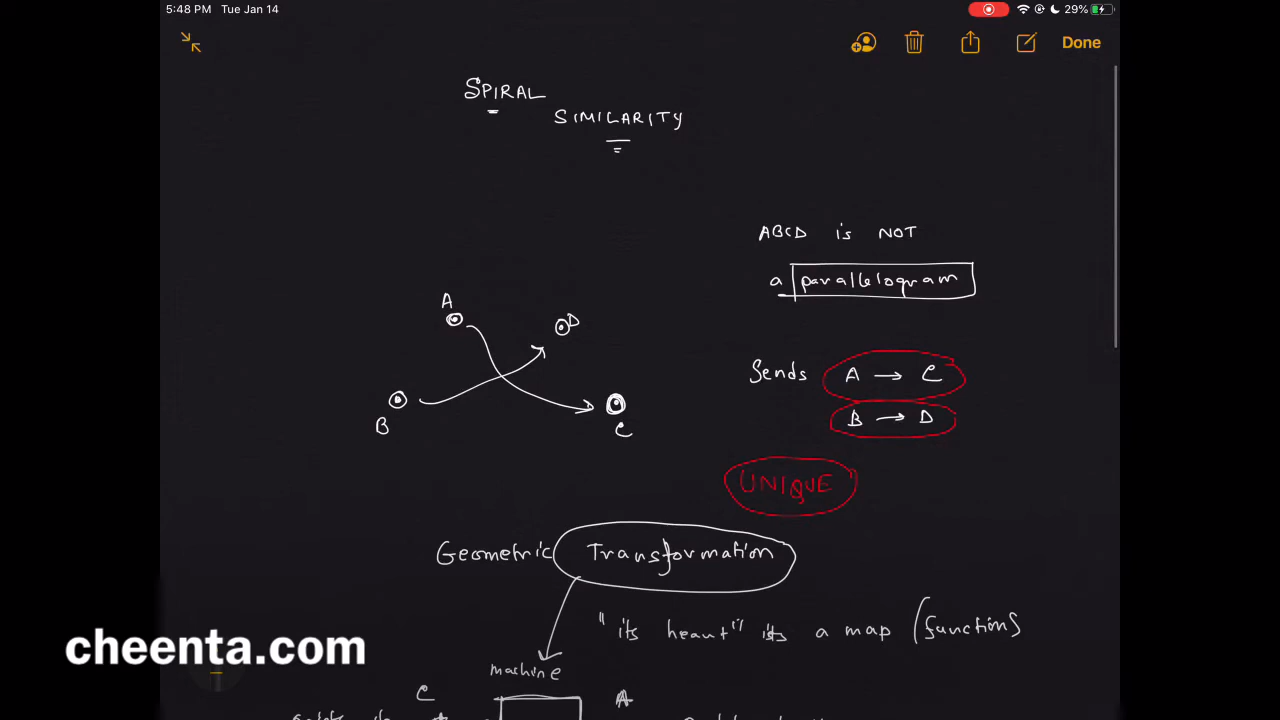 5:48 PM Tue Jan 14
29%
Done
SPIRAL
SIMILARITY
ABCD is NOT
a parallelogram
A
D
B
C
Sends A → C
B → D
UNIQUE
Geometric Transformation
"its heart" its a map (function)
machine
C
A
cheenta.com